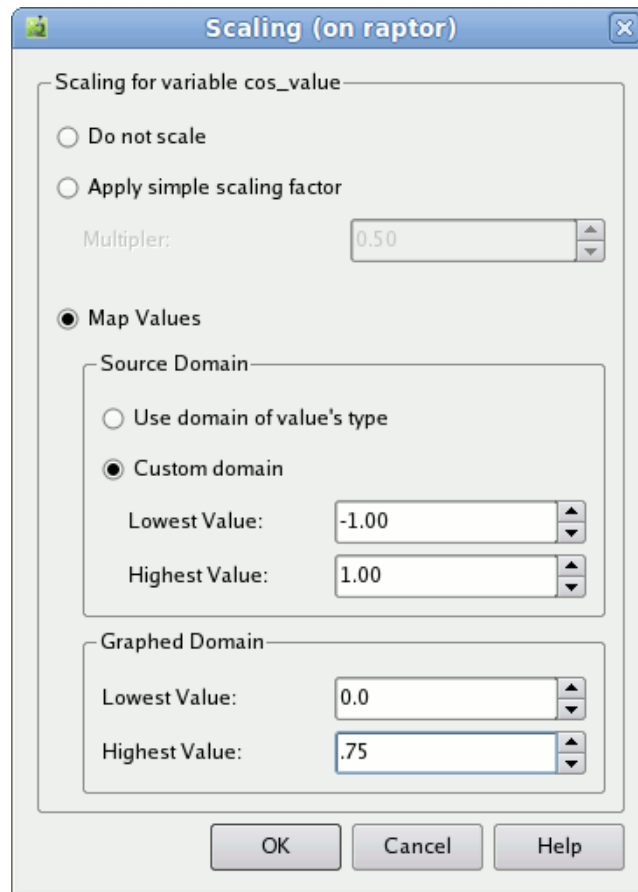 Scaling (on raptor)
Scaling for variable cos_value
Do not scale
Apply simple scaling factor
Multipler: 0.50
Map Values
Source Domain
Use domain of value's type
Custom domain
Lowest Value: -1.00
Highest Value: 1.00
Graphed Domain
Lowest Value: 0.0
Highest Value: .75
OK Cancel Help